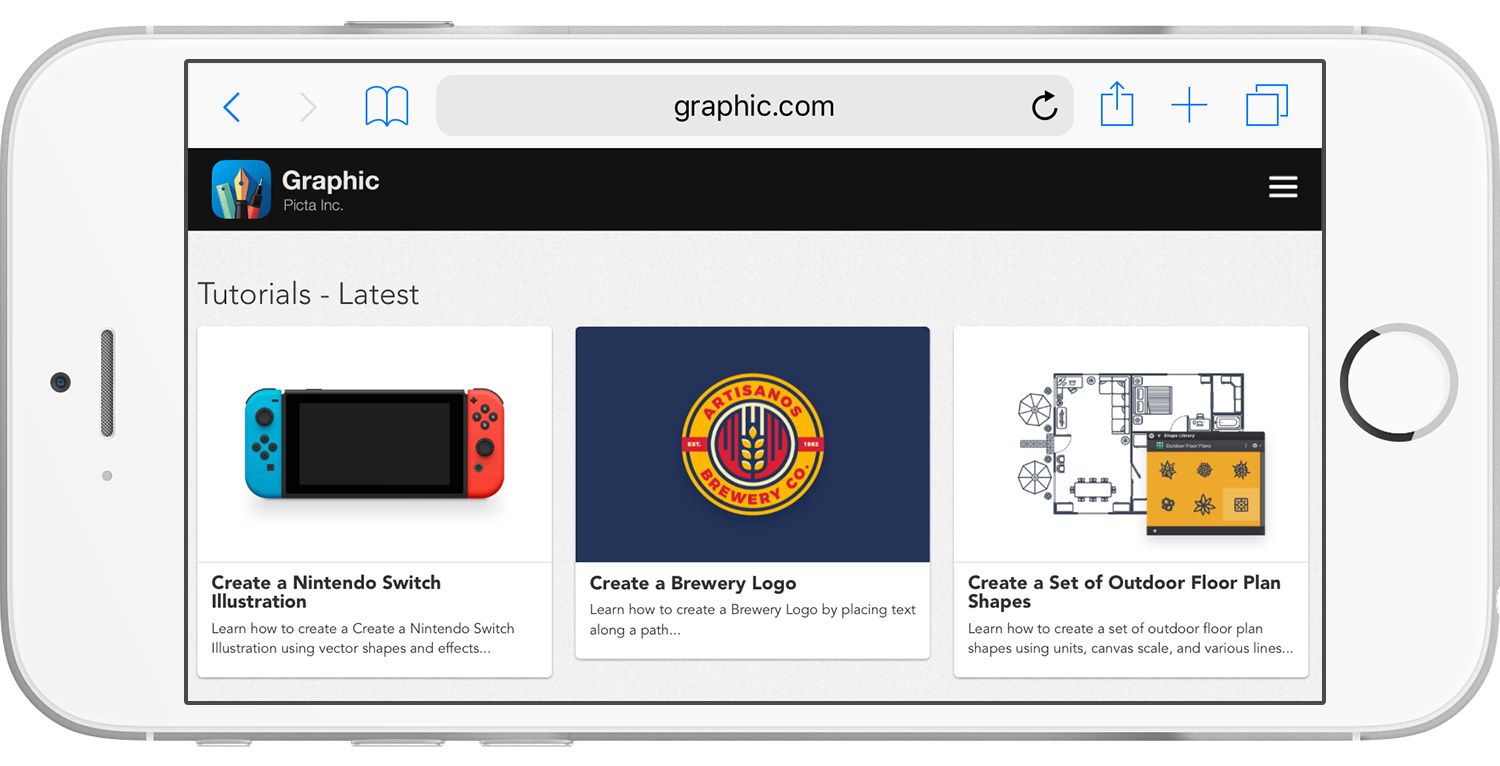 graphic.com
Graphic
Picta Inc.
Tutorials - Latest
ARTISANOS
EST. 1982
BREWERY CO.
Shape Library
Outdoor Floor Plans
Create a Nintendo Switch
Illustration
Learn how to create a Create a Nintendo Switch
Illustration using vector shapes and effects...
Create a Brewery Logo
Learn how to create a Brewery Logo by placing text
along a path...
Create a Set of Outdoor Floor Plan
Shapes
Learn how to create a set of outdoor floor plan
shapes using units, canvas scale, and various lines...